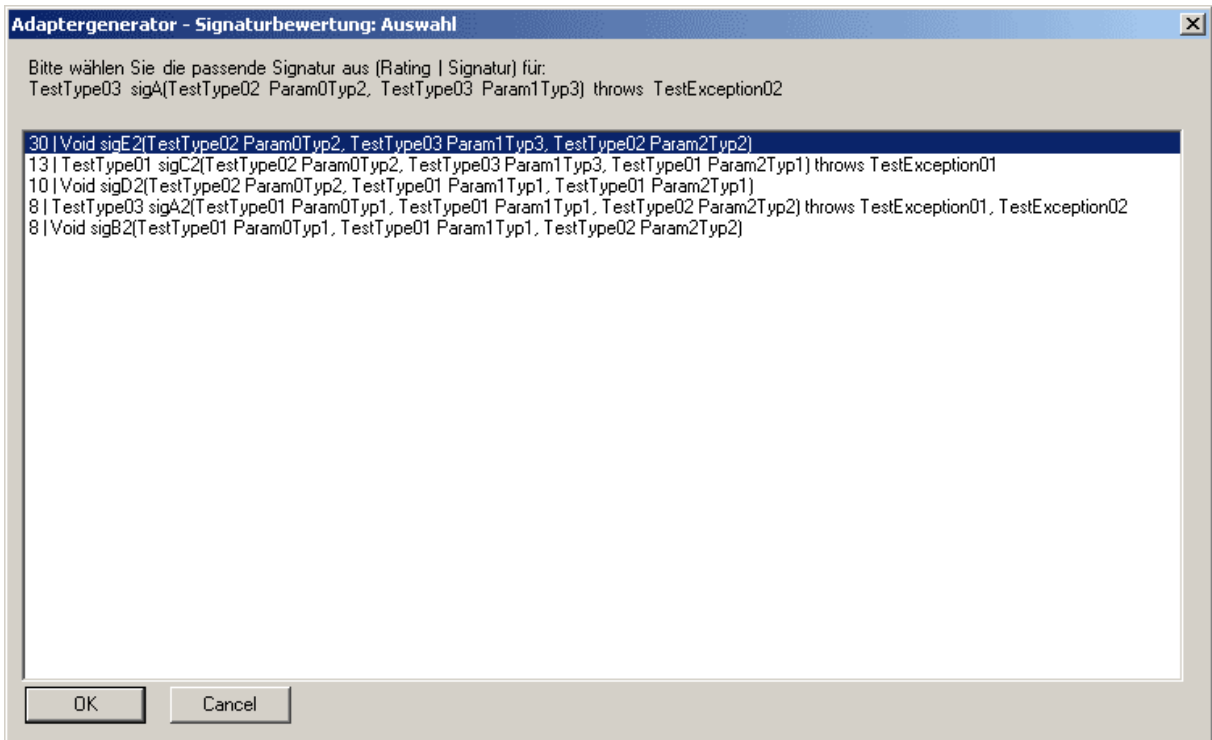 Adaptergenerator - Signaturbewertung: Auswahl
Bitte wählen Sie die passende Signatur aus (Rating | Signatur) für:
TestType03 sigA(TestType02 Param0Typ2, TestType03 Param1Typ3) throws TestException02
30 | Void sigE2(TestType02 Param0Typ2, TestType03 Param1Typ3, TestType02 Param2Typ2)
13 | TestType01 sigC2(TestType02 Param0Typ2, TestType03 Param1Typ3, TestType01 Param2Typ1) throws TestException01
10 | Void sigD2(TestType02 Param0Typ2, TestType01 Param1Typ1, TestType01 Param2Typ1)
8 | TestType03 sigA2(TestType01 Param0Typ1, TestType01 Param1Typ1, TestType02 Param2Typ2) throws TestException01, TestException02
8 | Void sigB2(TestType01 Param0Typ1, TestType01 Param1Typ1, TestType02 Param2Typ2)
OK Cancel